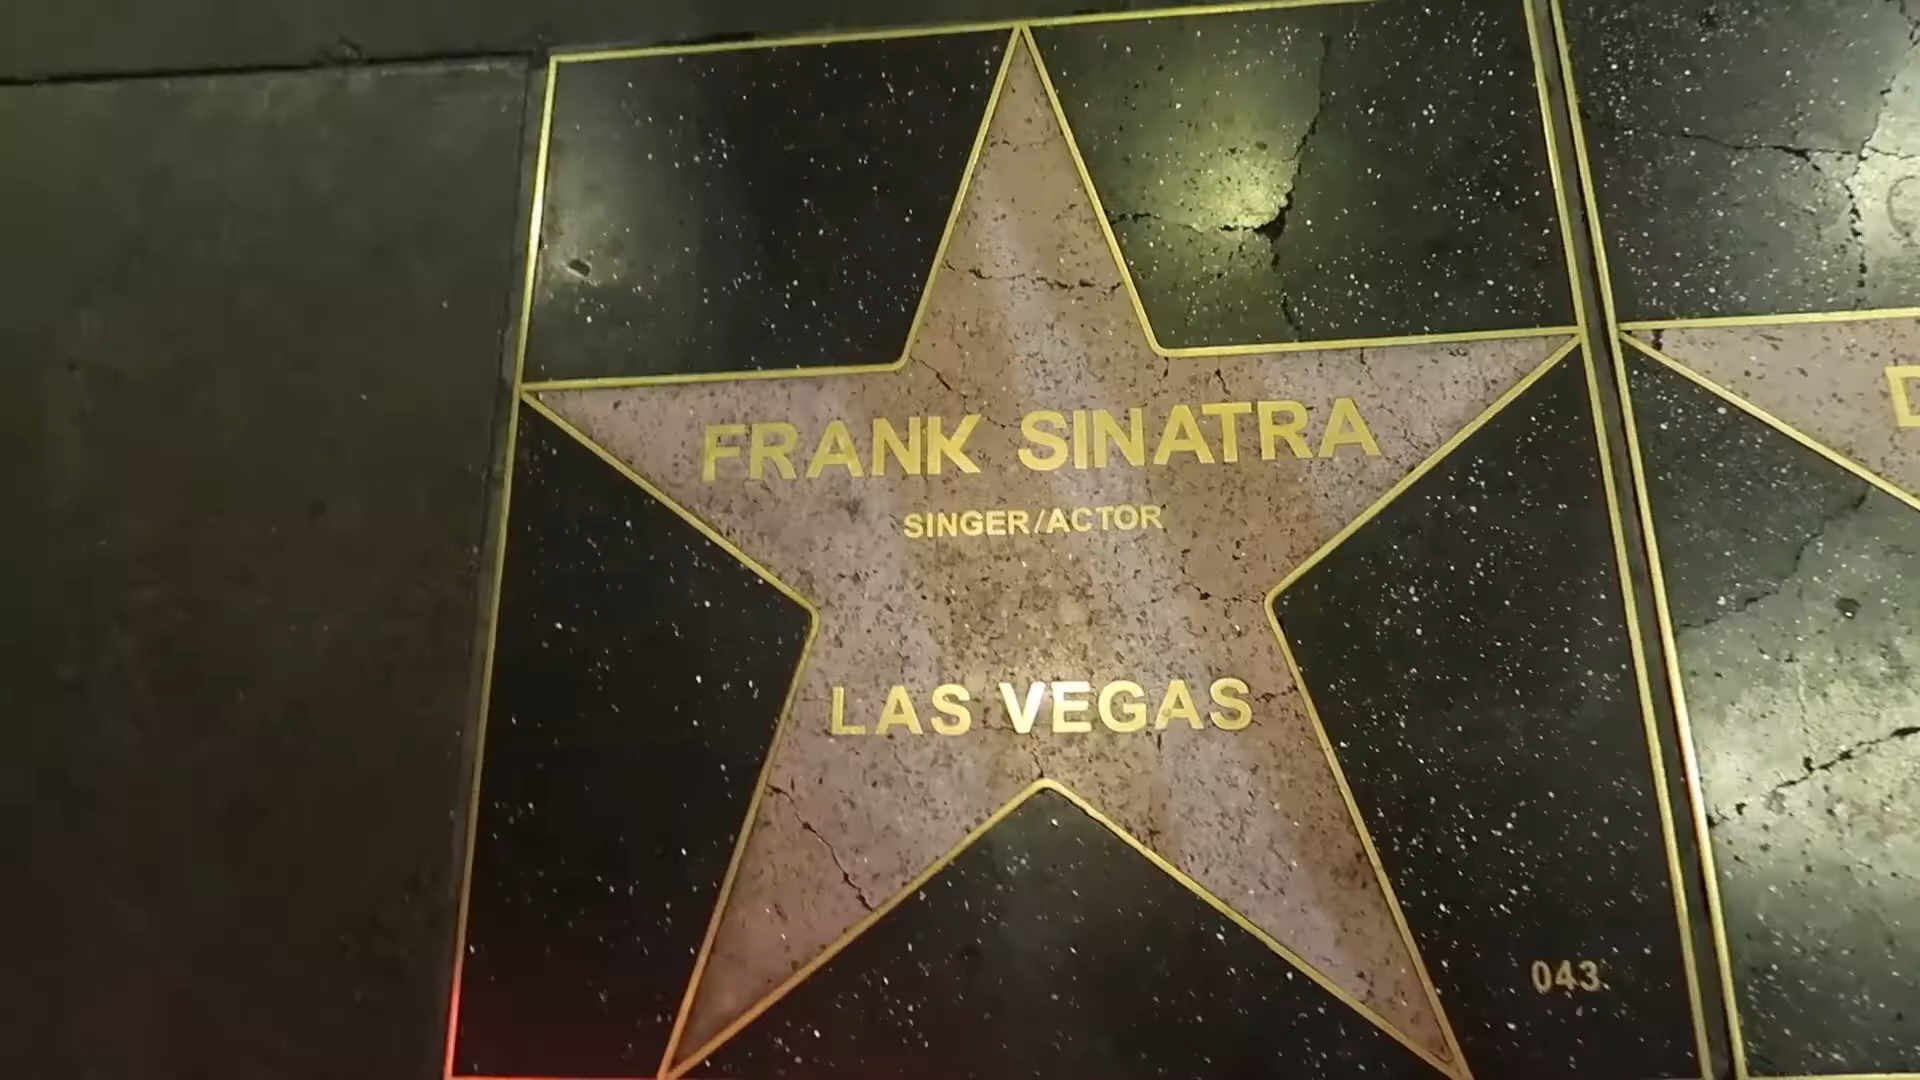 FRANK SINATRA
SINGER/ACTOR
LAS VEGAS
043
D